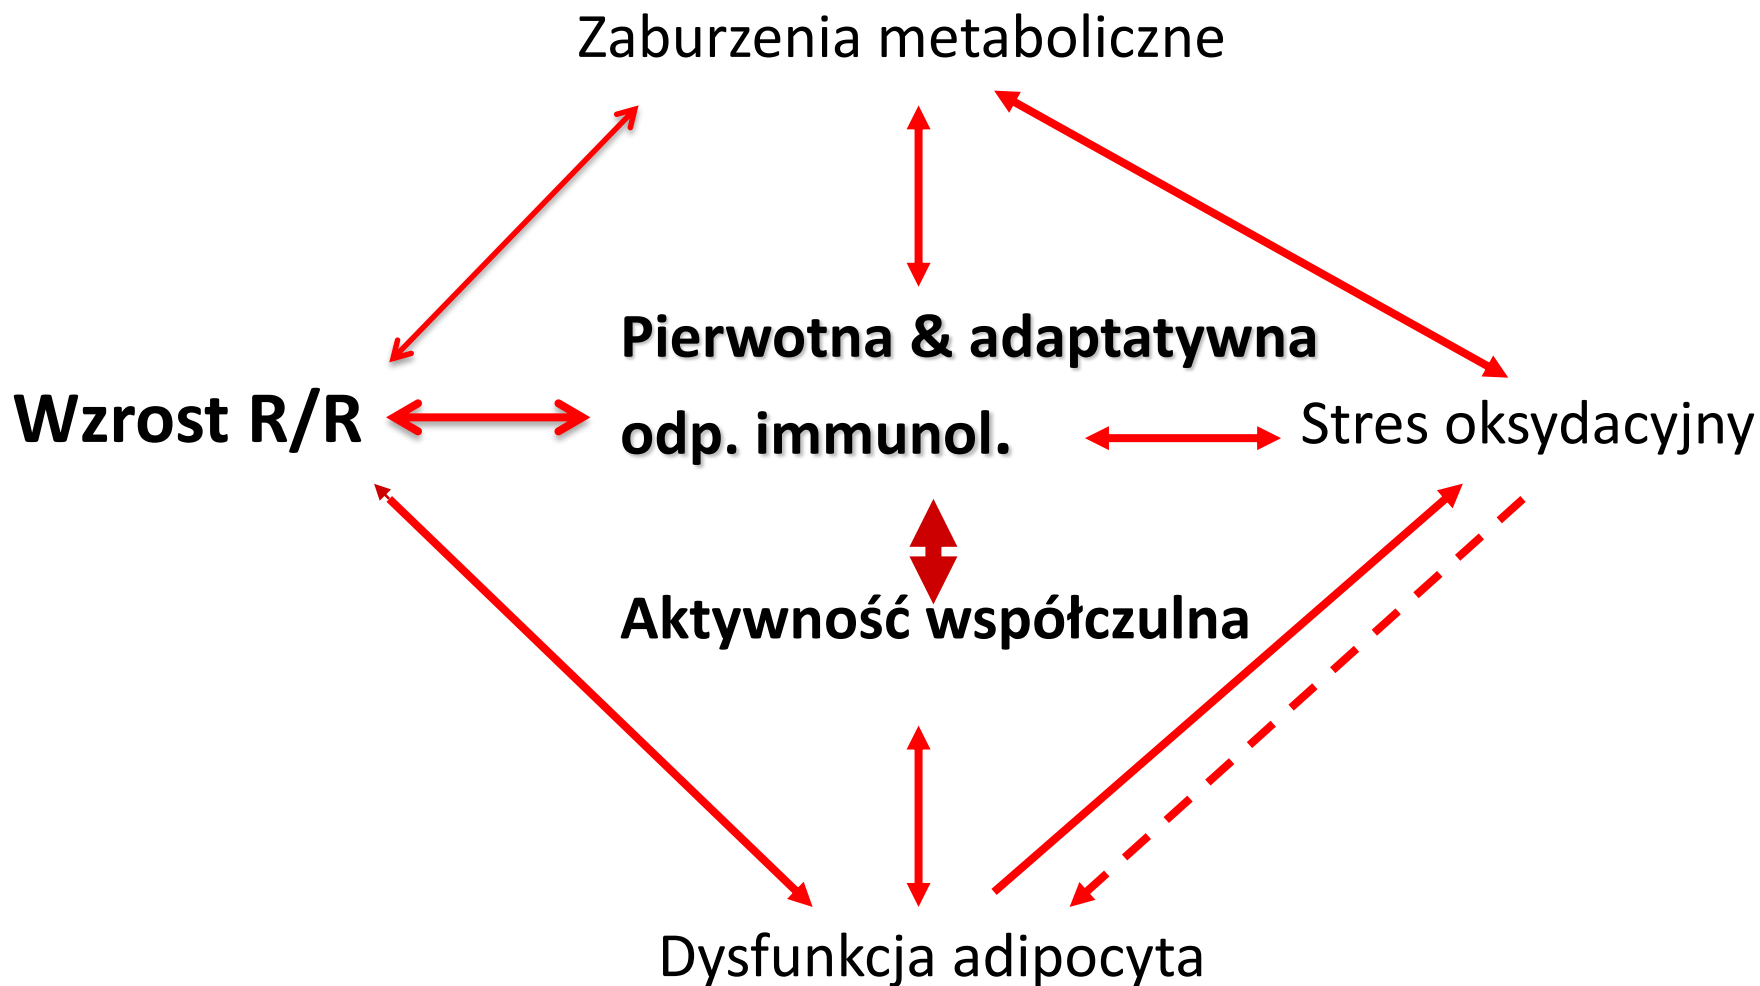 Zaburzenia metaboliczne
Pierwotna & adaptatywna
Wzrost R/R
odp. immunol.
Stres oksydacyjny
Aktywność współczulna
Dysfunkcja adipocyta